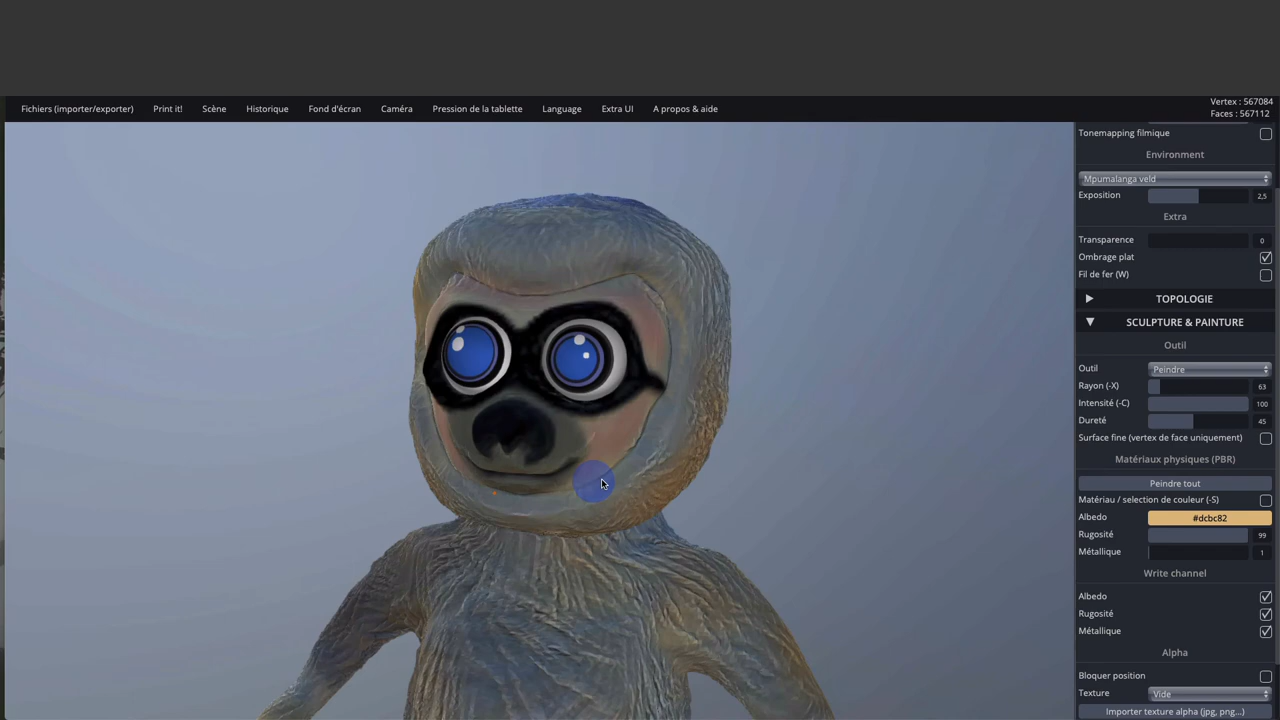 Fichiers (importer/exporter) Print it! Scène Historique Fond d'écran Caméra Pression de la tablette Language Extra UI A propos & aide
Vertex : 567084
Faces : 567112
Tonemapping filmique
Environment
Mpumalanga veld
Exposition 2,5
Extra
Transparence 0
Ombrage plat
Fil de fer (W)
TOPOLOGIE
SCULPTURE & PAINTURE
Outil
Outil Peindre
Rayon (-X) 63
Intensité (-C) 100
Dureté 45
Surface fine (vertex de face uniquement)
Matériaux physiques (PBR)
Peindre tout
Matériau / selection de couleur (-S)
Albedo #dcbc82
Rugosité 99
Métallique 1
Write channel
Albedo
Rugosité
Métallique
Alpha
Bloquer position
Texture Vide
Importer texture alpha (jpg, png...)